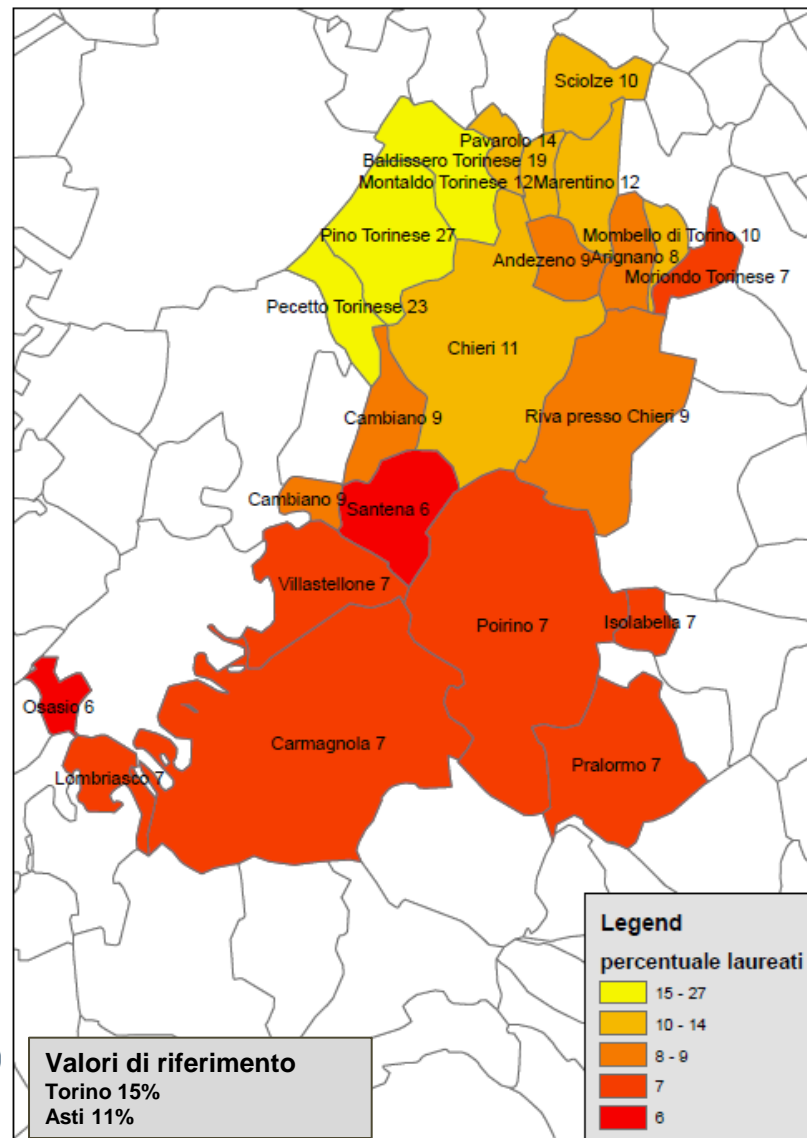 Sciolze 10
Pavarolo 14
Baldissero Torinese 19
Montaldo Torinese 12
Marentino 12
Pino Torinese 27
Mombello di Torino 10
Andezeno 9
Arignano 8
Moriondo Torinese 7
Pecetto Torinese 23
Chieri 11
Cambiano 9
Riva presso Chieri 9
Cambiano 9
Santena 6
Villastellone 7
Poirino 7
Isolabella 7
Osasio 6
Carmagnola 7
Pralormo 7
Lombriasco 7
Legend
percentuale laureati
15 - 27
10 - 14
8 - 9
7
6
Valori di riferimento
Torino 15%
Asti 11%